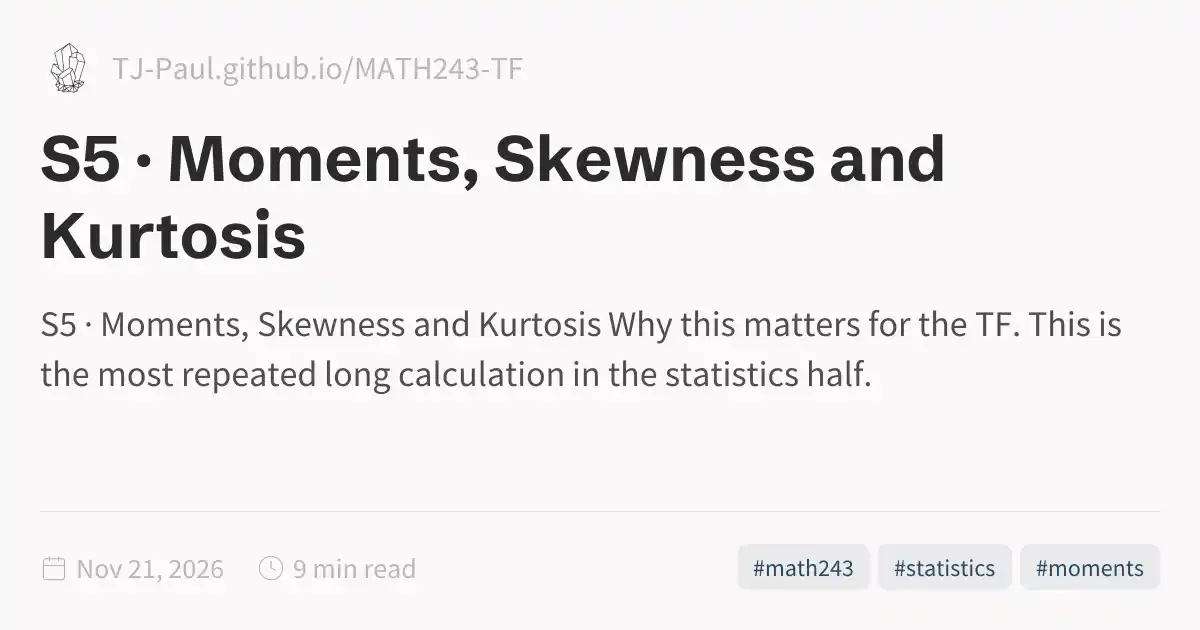 TJ-Paul.github.io/MATH243-TF
S5 · Moments, Skewness and
Kurtosis
S5 · Moments, Skewness and Kurtosis Why this matters for the TF. This is
the most repeated long calculation in the statistics half.
Nov 21, 2026 9 min read #math243 #statistics #moments